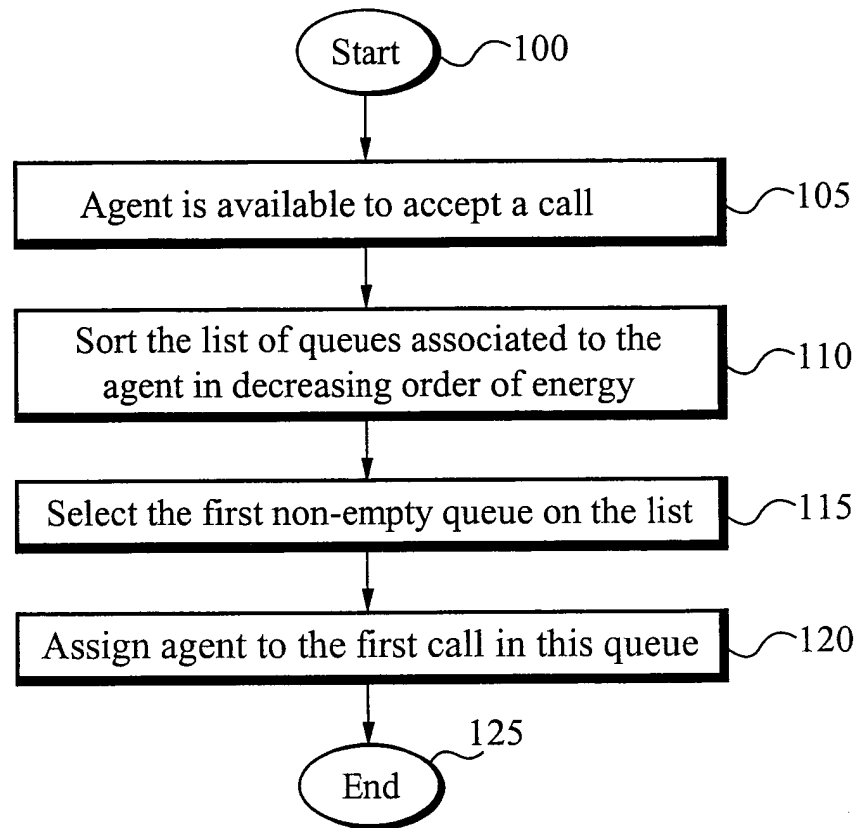 Start
100
Agent is available to accept a call
105
Sort the list of queues associated to the
agent in decreasing order of energy
110
Select the first non-empty queue on the list
115
Assign agent to the first call in this queue
120
125
End